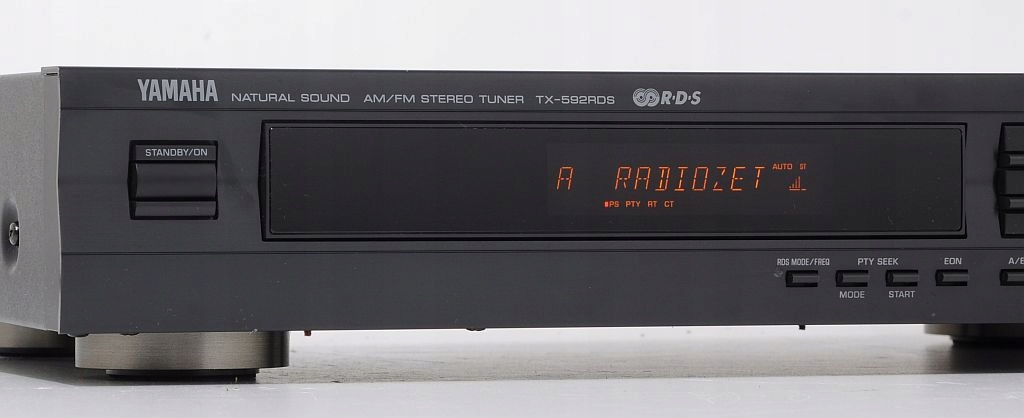 YAMAHA NATURAL SOUND AM/FM STEREO TUNER TX-592RDS R·D·S
STANDBY/ON
AUTO ST
A RADIOZET
PS PTY RT CT
RDS MODE/FREQ PTY SEEK EON
MODE START